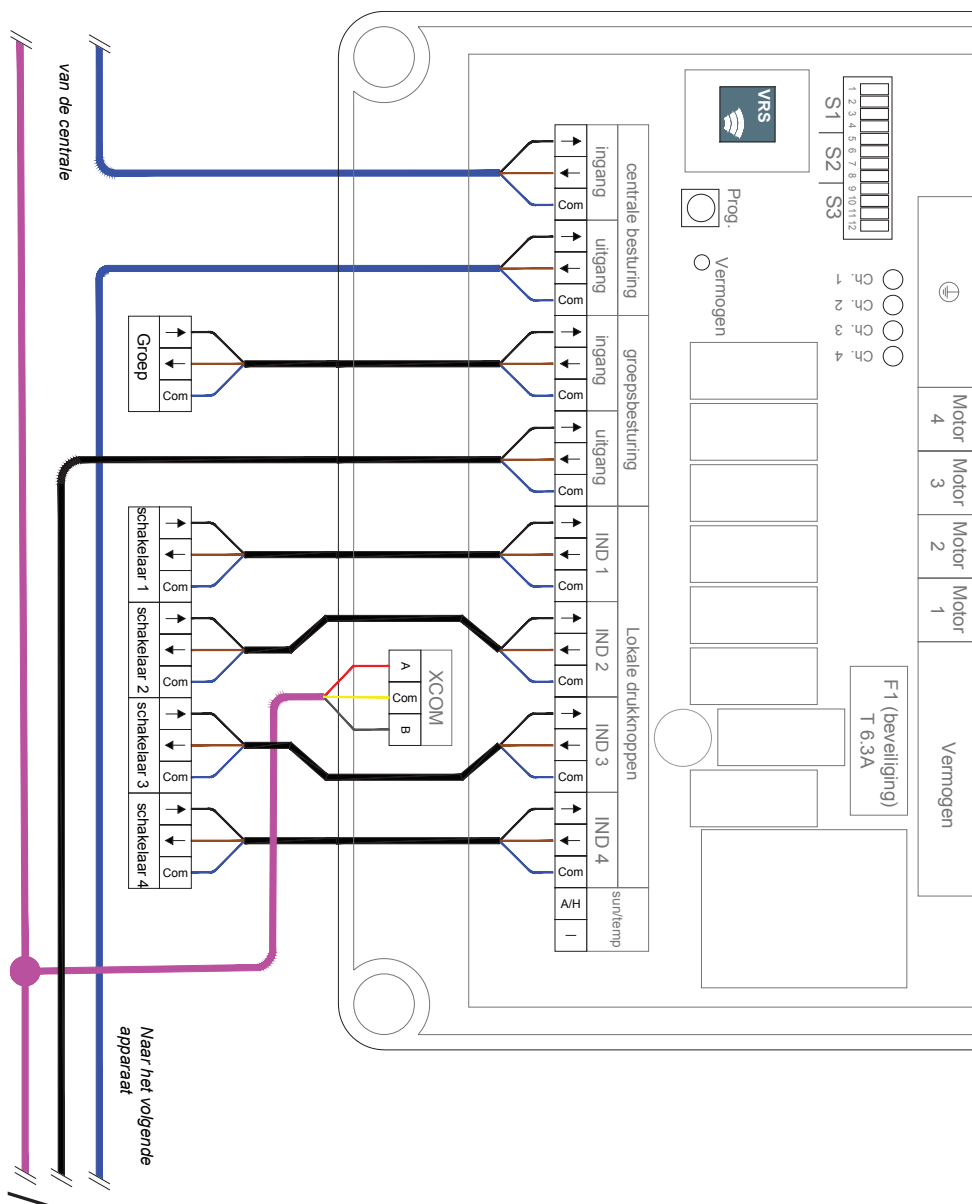 van de centrale
Naar het volgende
apparaat
VRS
S1
S2
S3
1
2
3
4
5
6
7
8
9
10
11
12
Prog.
Vermogen
Ch. 1
Ch. 2
Ch. 3
Ch. 4
Motor
4
Motor
3
Motor
2
Motor
1
Vermogen
F1 (beveiliging)
T 6.3A
centrale besturing
ingang
uitgang
groepsbesturing
ingang
uitgang
Lokale drukknoppen
IND 1
IND 2
IND 3
IND 4
sun/temp
Com
Com
Com
Com
Com
Com
Com
Com
A/H
I
XCOM
A
Com
B
Groep
Com
schakelaar 1
Com
schakelaar 2
Com
schakelaar 3
Com
schakelaar 4
Com